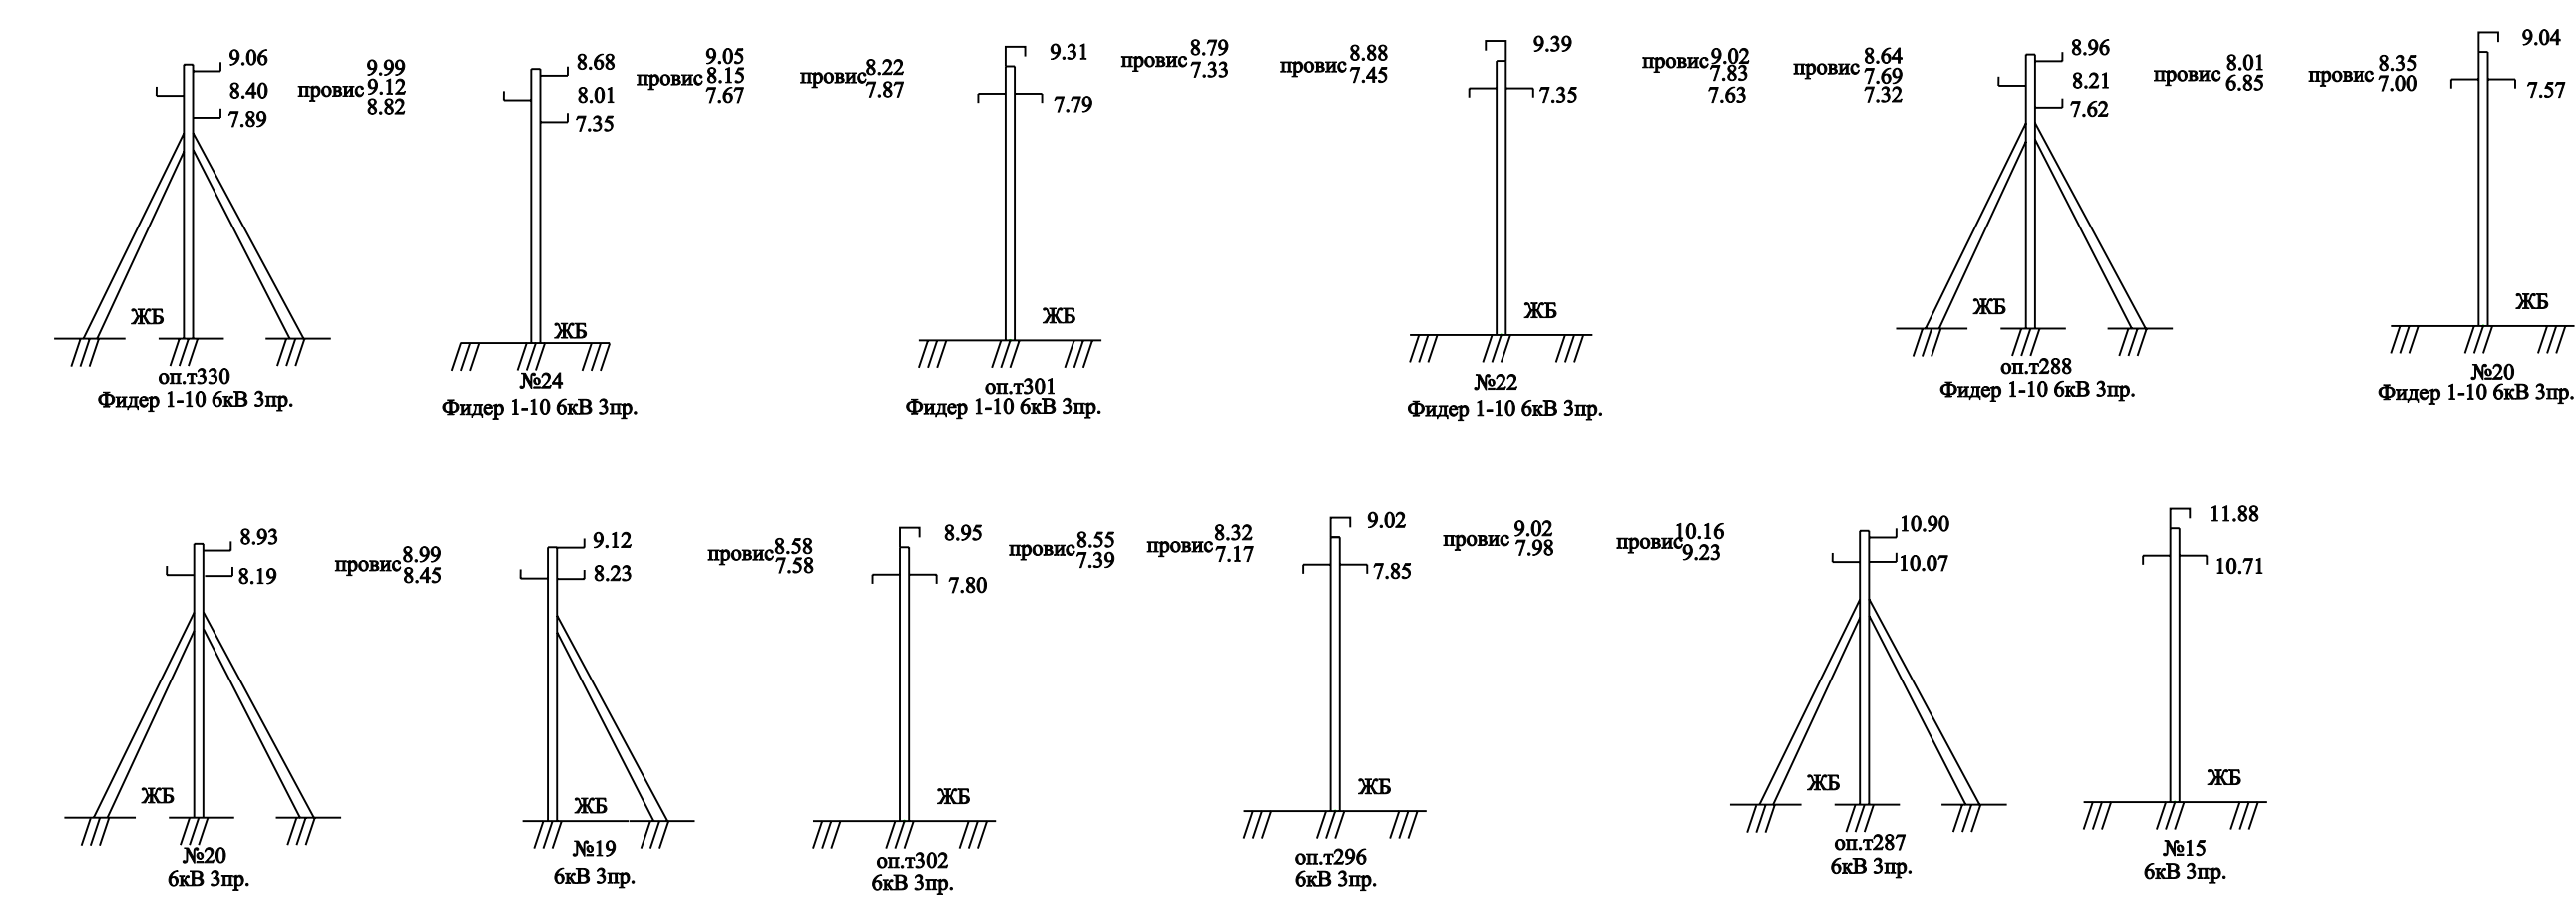 9.06
8.40
7.89
ЖБ
оп.т330
Фидер 1-10 6кВ 3пр.
провис
9.99
9.12
8.82
8.68
8.01
7.35
ЖБ
№24
Фидер 1-10 6кВ 3пр.
провис
9.05
8.15
7.67
провис
8.22
7.87
9.31
7.79
ЖБ
оп.т301
Фидер 1-10 6кВ 3пр.
провис
8.79
7.33
провис
8.88
7.45
9.39
7.35
ЖБ
№22
Фидер 1-10 6кВ 3пр.
провис
9.02
7.83
7.63
провис
8.64
7.69
7.32
8.96
8.21
7.62
ЖБ
оп.т288
Фидер 1-10 6кВ 3пр.
провис
8.01
6.85
провис
8.35
7.00
9.04
7.57
ЖБ
№20
Фидер 1-10 6кВ 3пр.
8.93
8.19
ЖБ
№20
6кВ 3пр.
провис
8.99
8.45
9.12
8.23
ЖБ
№19
6кВ 3пр.
провис
8.58
7.58
8.95
7.80
ЖБ
оп.т302
6кВ 3пр.
провис
8.55
7.39
провис
8.32
7.17
9.02
7.85
ЖБ
оп.т296
6кВ 3пр.
провис
9.02
7.98
провис
10.16
9.23
10.90
10.07
ЖБ
оп.т287
6кВ 3пр.
11.88
10.71
ЖБ
№15
6кВ 3пр.